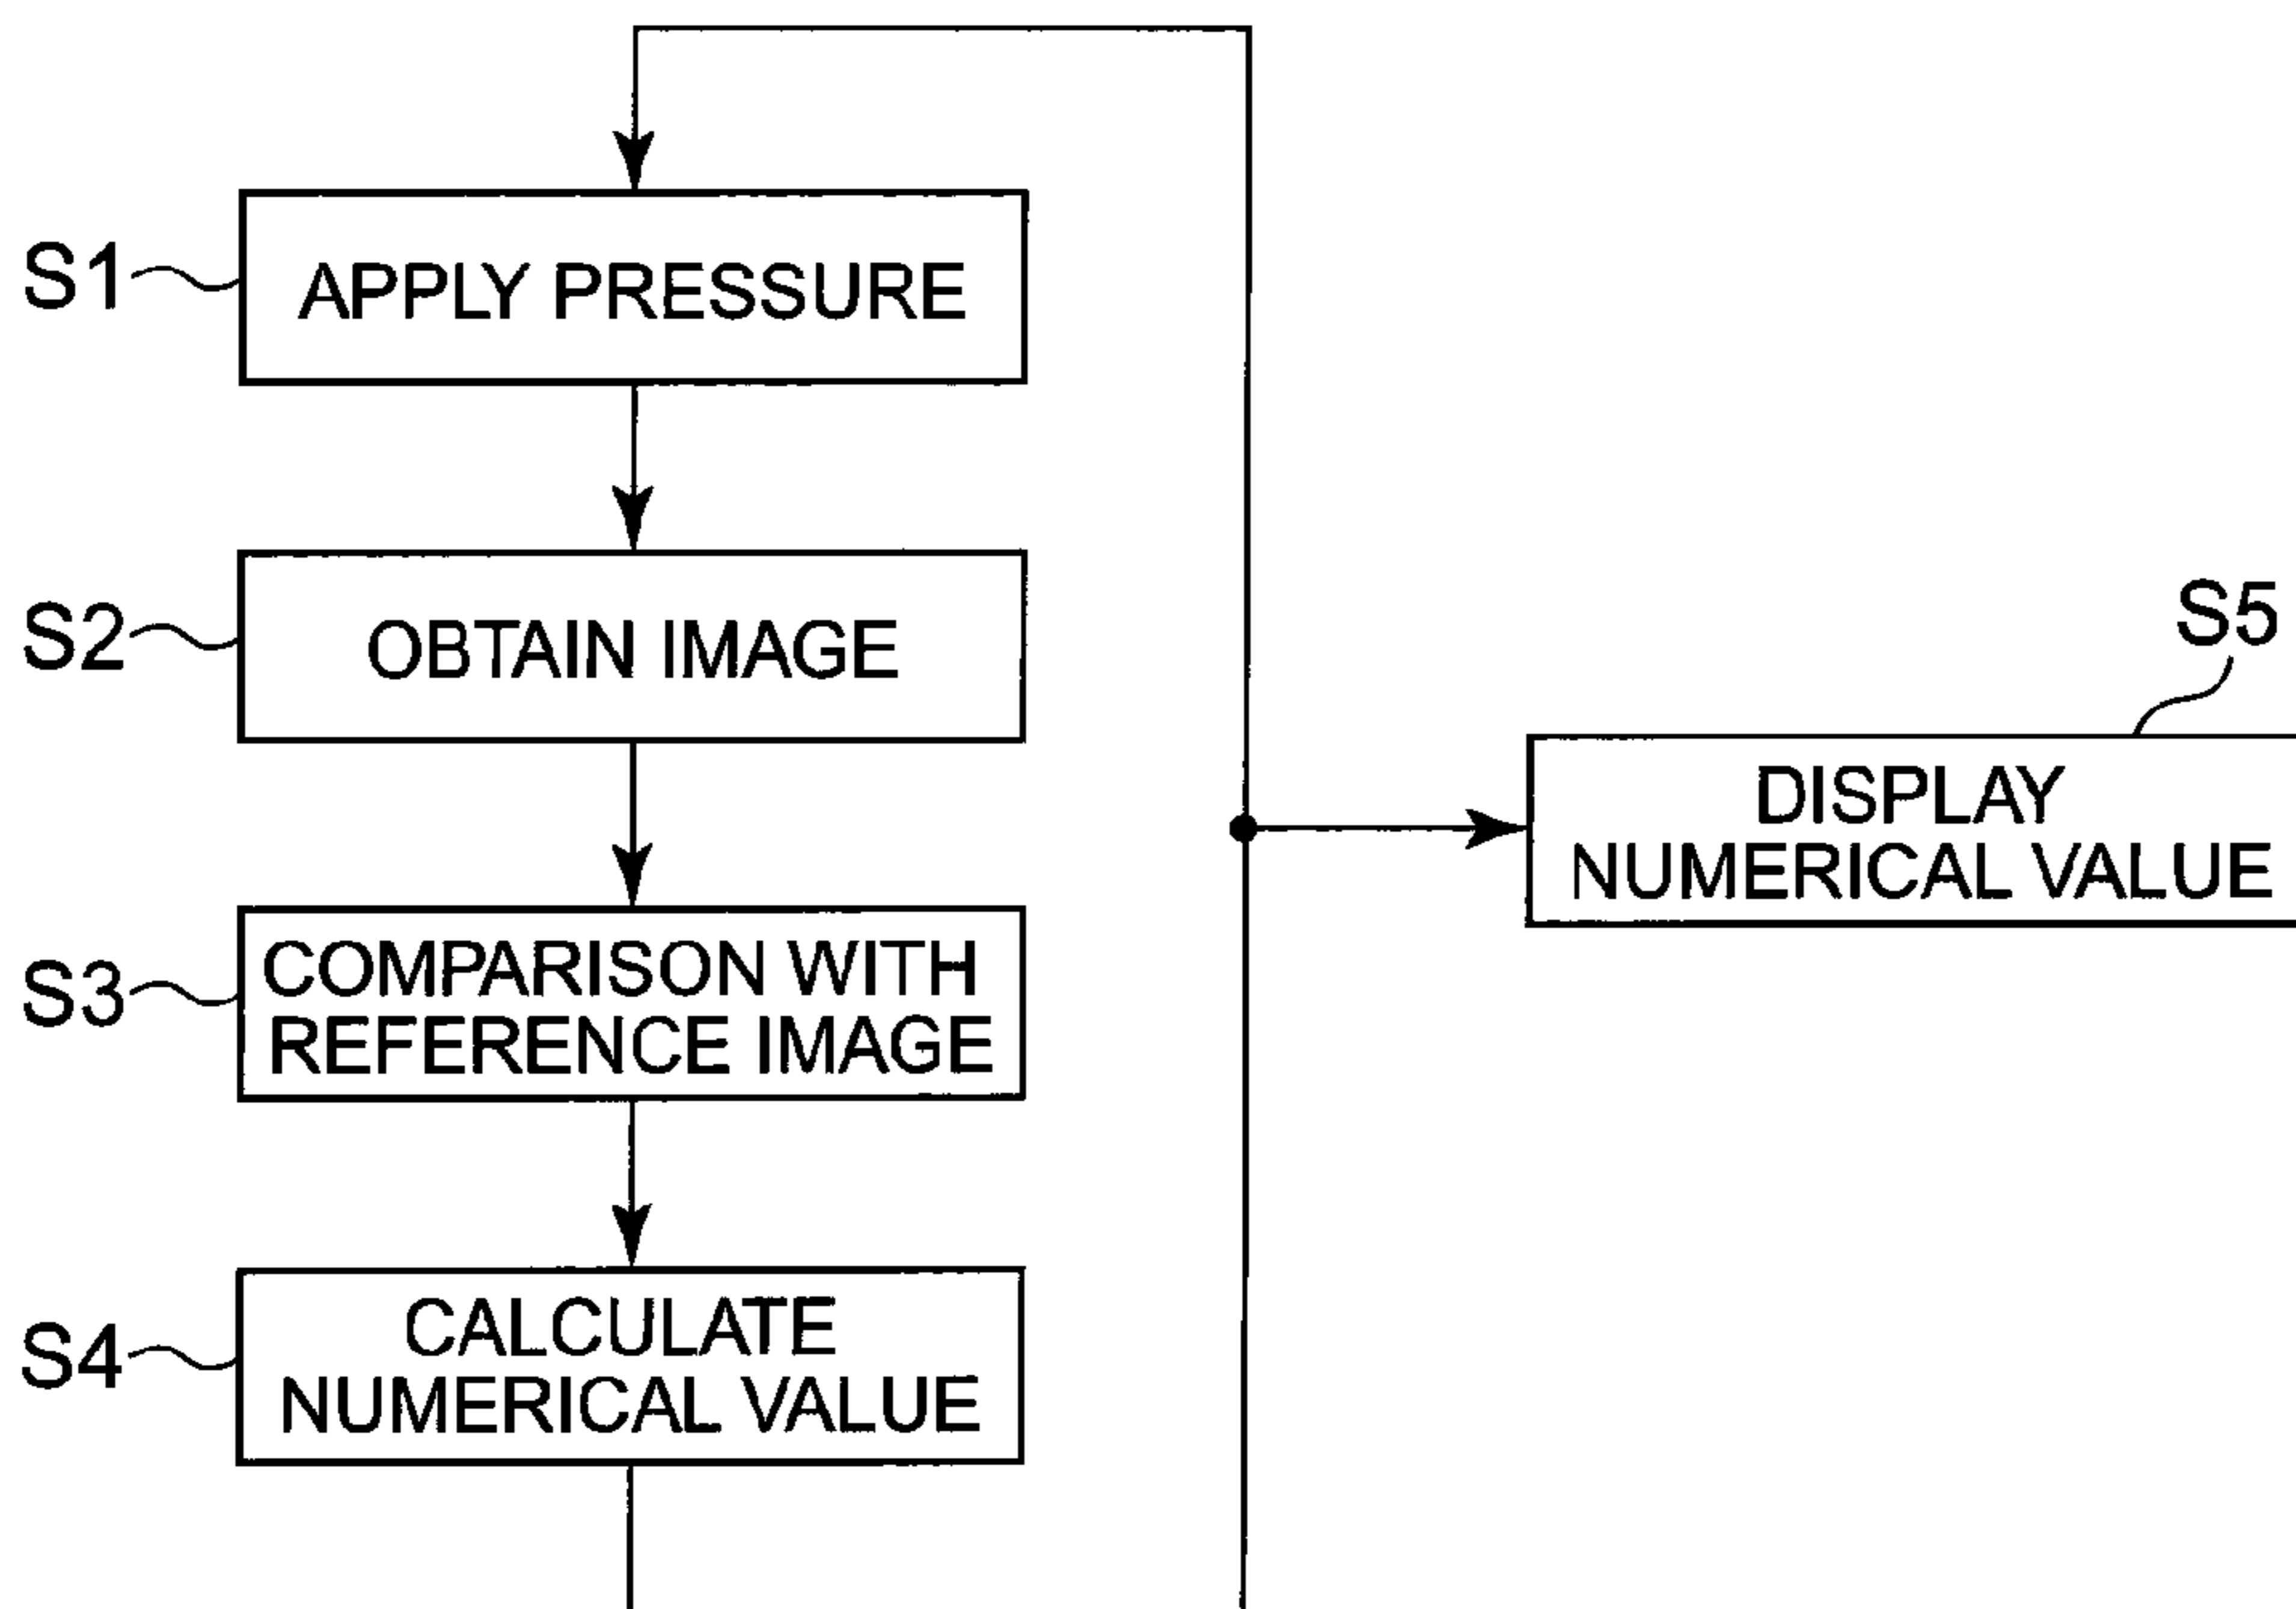 S1
APPLY PRESSURE
S2
OBTAIN IMAGE
S3
COMPARISON WITH
REFERENCE IMAGE
S4
CALCULATE
NUMERICAL VALUE
S5
DISPLAY
NUMERICAL VALUE